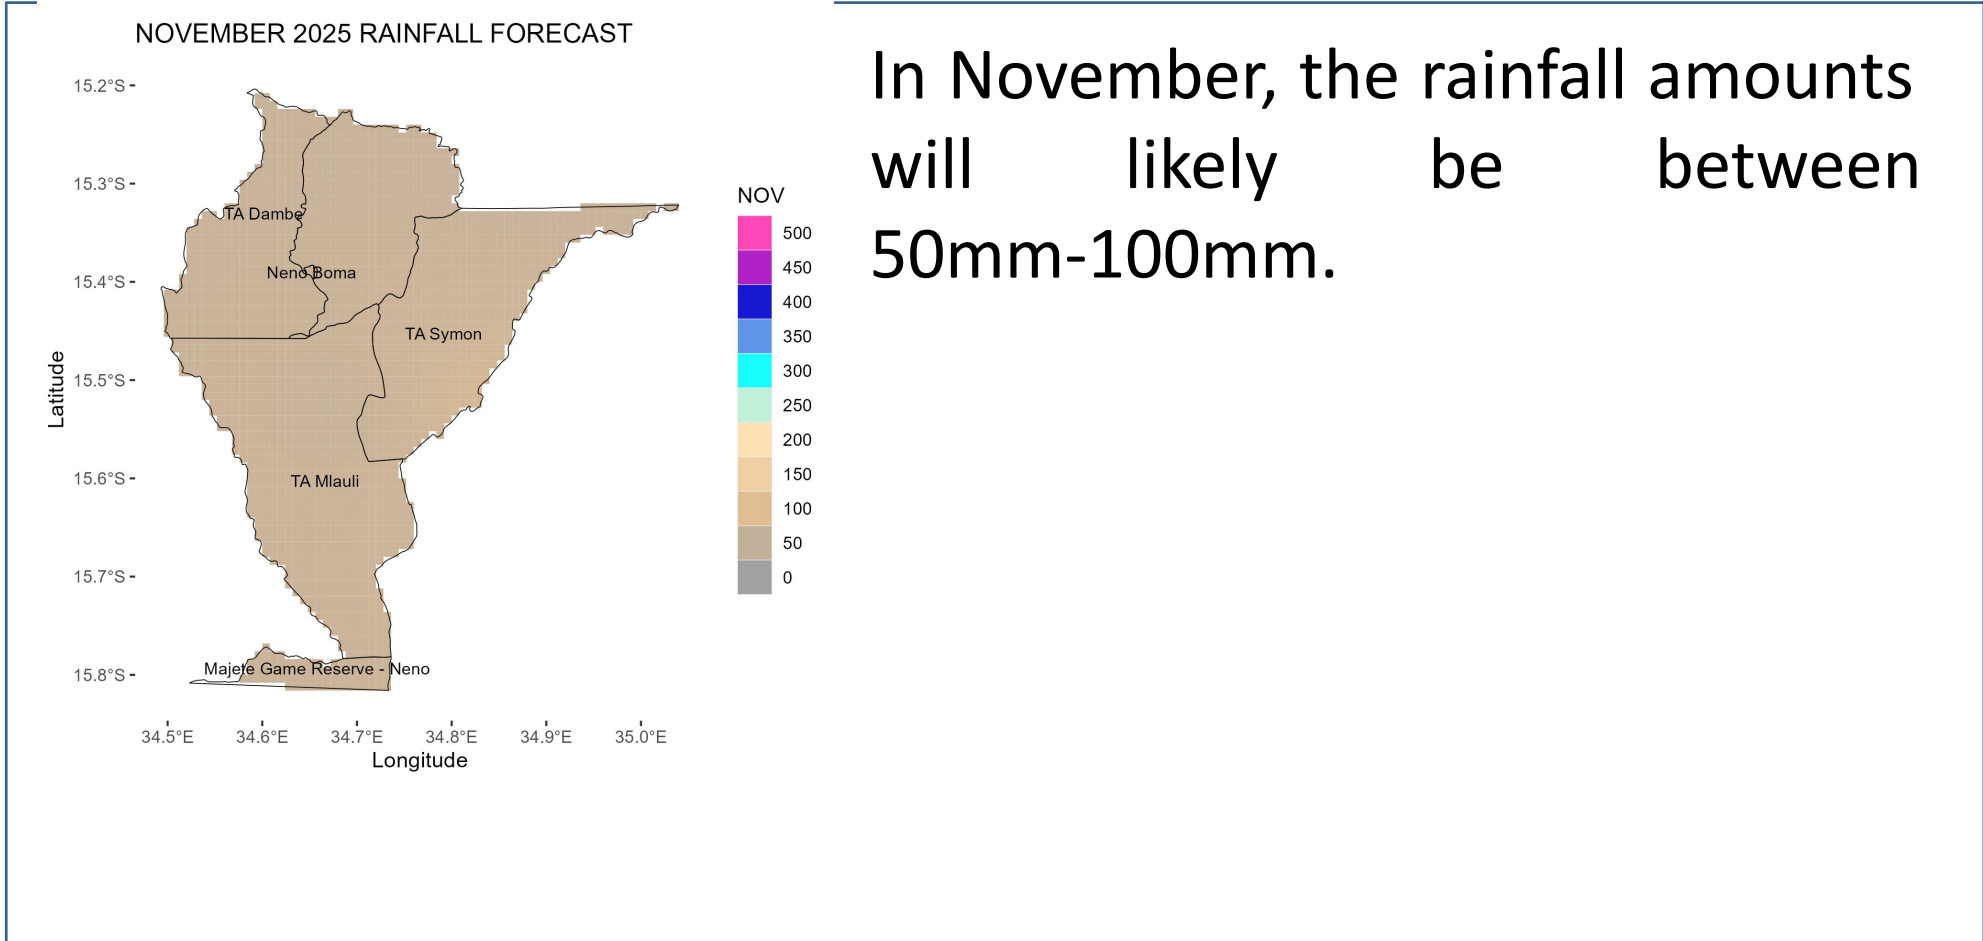 NOVEMBER 2025 RAINFALL FORECAST
In November, the rainfall amounts
will likely be between
50mm-100mm.
15.2°S
15.3°S
15.4°S
15.5°S
15.6°S
15.7°S
15.8°S
Latitude
TA Dambe
Neno Boma
TA Symon
TA Mlauli
Majete Game Reserve - Neno
34.5°E 34.6°E 34.7°E 34.8°E 34.9°E 35.0°E
Longitude
NOV
500
450
400
350
300
250
200
150
100
50
0